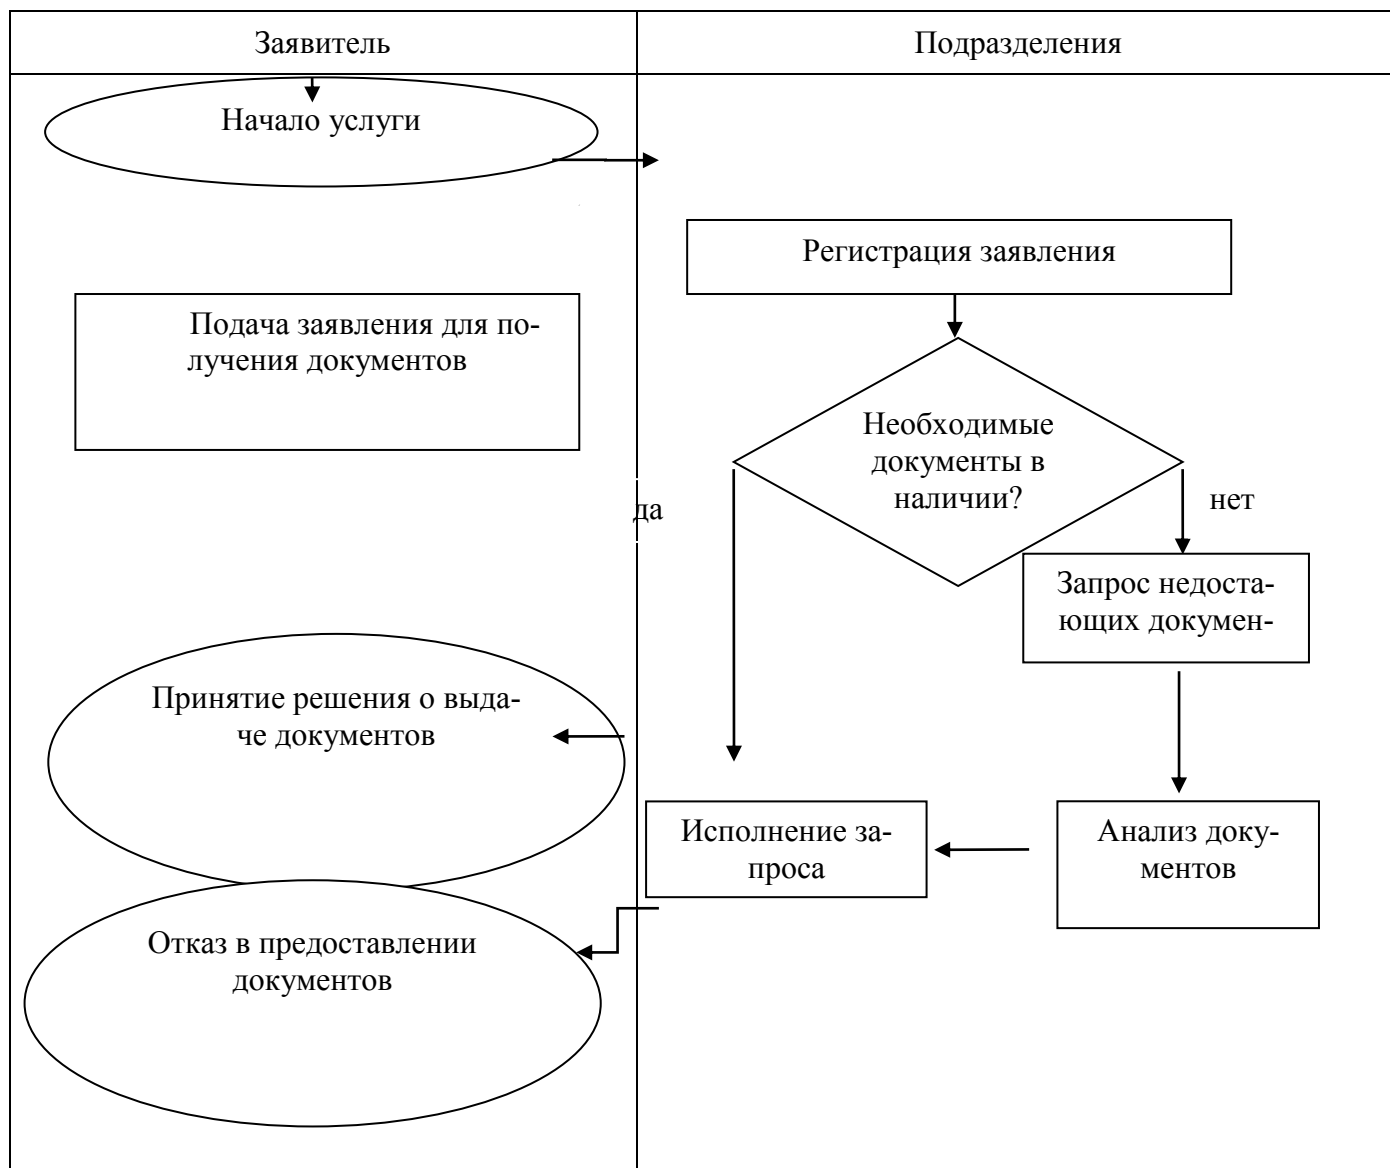 Заявитель
Подразделения
Начало услуги
Регистрация заявления
Подача заявления для по-
лучения документов
Необходимые
документы в
наличии?
да
нет
Запрос недоста-
ющих докумен-
Принятие решения о выда-
че документов
Исполнение за-
проса
Анализ доку-
ментов
Отказ в предоставлении
документов